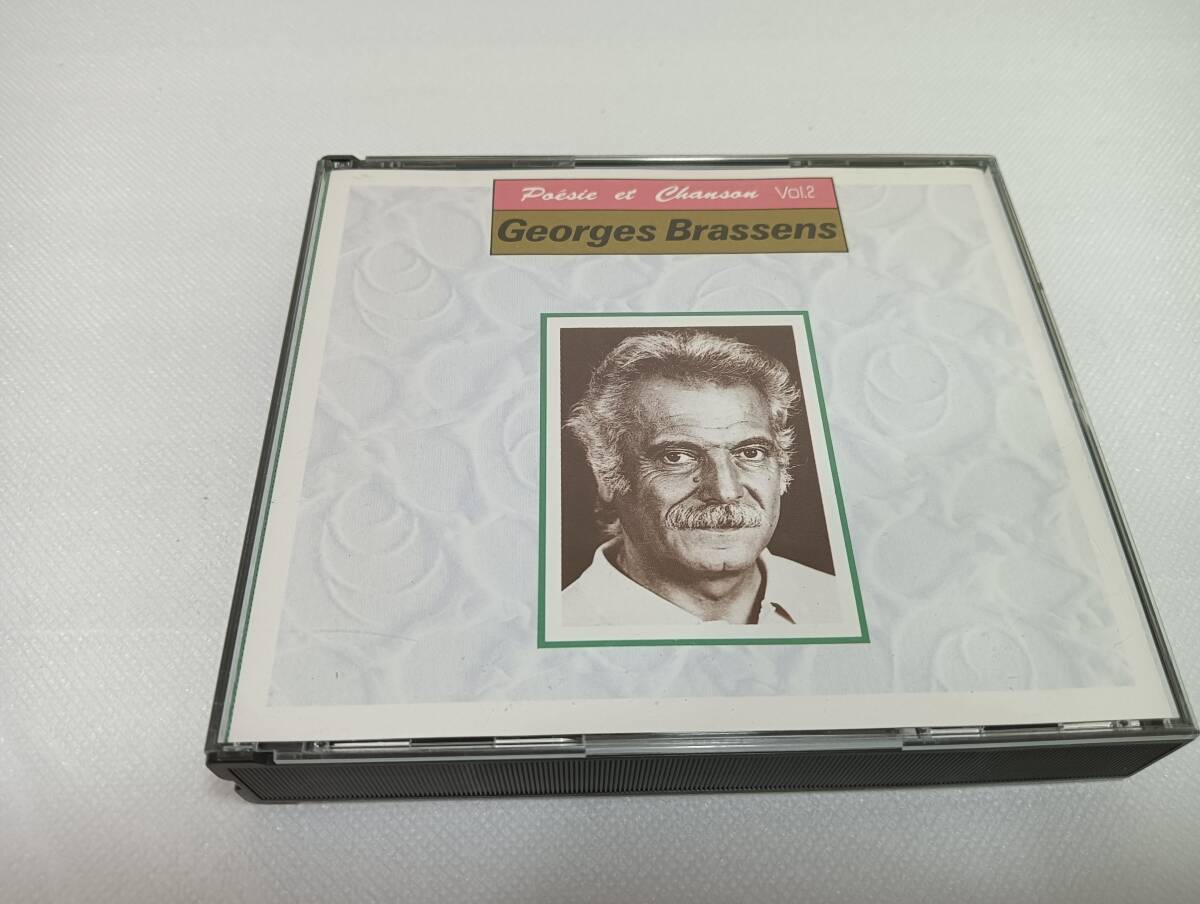 Poésie et Chanson Vol.2
Georges Brassens